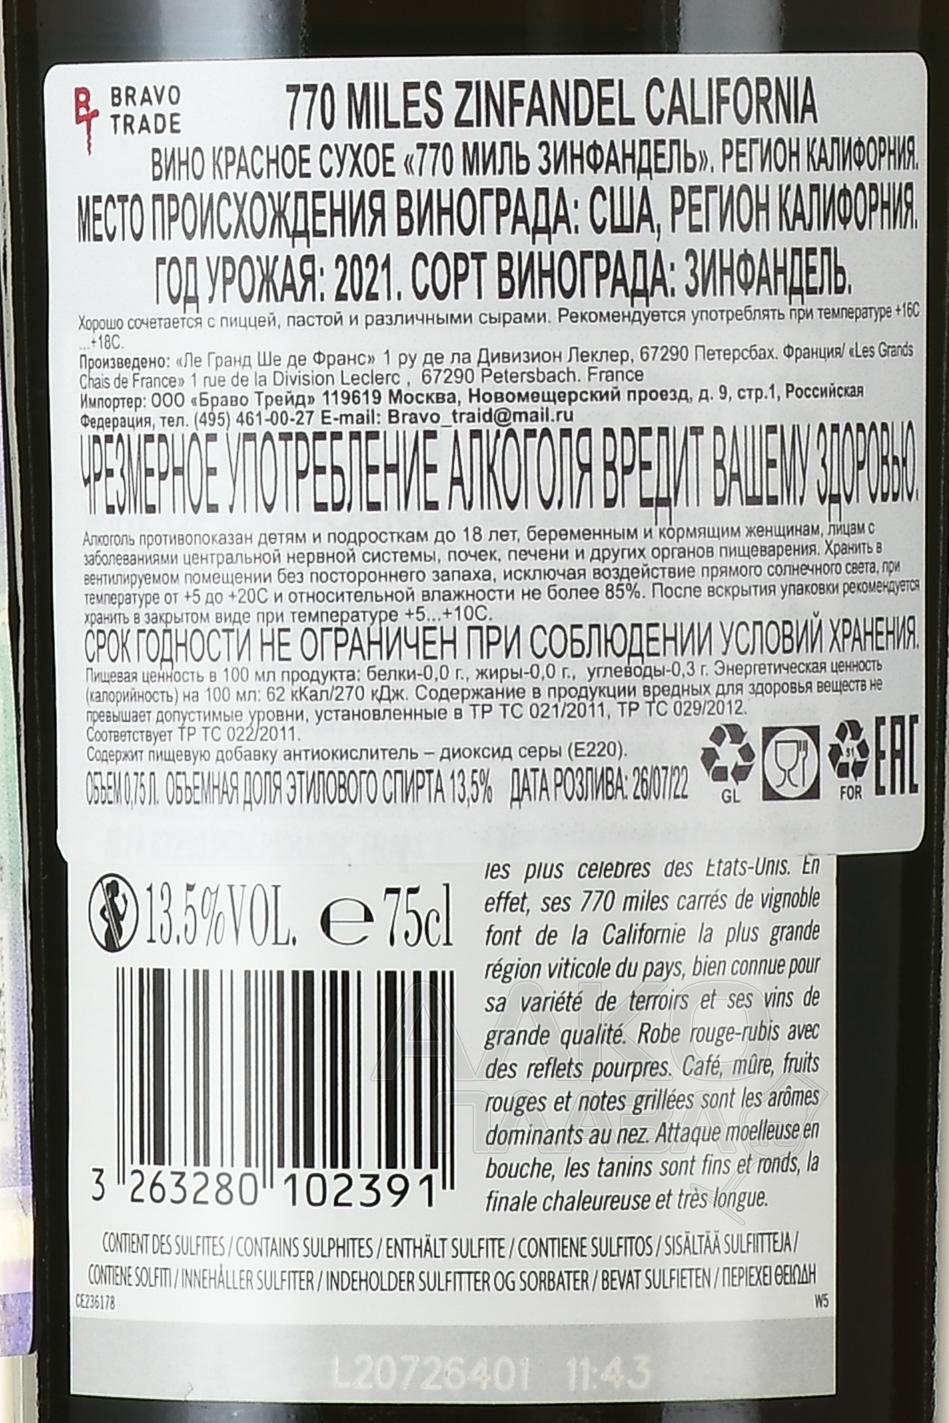 BRAVO
TRADE
770 MILES ZINFANDEL CALIFORNIA
ВИНО КРАСНОЕ СУХОЕ «770 МИЛЬ ЗИНФАНДЕЛЬ». РЕГИОН КАЛИФОРНИЯ.
МЕСТО ПРОИСХОЖДЕНИЯ ВИНОГРАДА: США, РЕГИОН КАЛИФОРНИЯ.
ГОД УРОЖАЯ: 2021. СОРТ ВИНОГРАДА: ЗИНФАНДЕЛЬ.
Хорошо сочетается с пиццей, пастой и различными сырами. Рекомендуется употреблять при температуре +16С
...+18С.
Произведено: «Ле Гранд Ше де Франс» 1 ру де ла Дивизион Леклер, 67290 Петерсбах. Франция/ «Les Grands
Chais de France» 1 rue de la Division Leclerc , 67290 Petersbach. France
Импортер: ООО «Браво Трейд» 119619 Москва, Новомещерский проезд, д. 9, стр.1, Российская
Федерация, тел. (495) 461-00-27 E-mail: Bravo_traid@mail.ru
ЧРЕЗМЕРНОЕ УПОТРЕБЛЕНИЕ АЛКОГОЛЯ ВРЕДИТ ВАШЕМУ ЗДОРОВЬЮ.
Алкоголь противопоказан детям и подросткам до 18 лет, беременным и кормящим женщинам, лицам с
заболеваниями центральной нервной системы, почек, печени и других органов пищеварения. Хранить в
вентилируемом помещении без постороннего запаха, исключая воздействие прямого солнечного света, при
температуре от +5 до +20С и относительной влажности не более 85%. После вскрытия упаковки рекомендуется
хранить в закрытом виде при температуре +5...+10С.
СРОК ГОДНОСТИ НЕ ОГРАНИЧЕН ПРИ СОБЛЮДЕНИИ УСЛОВИЙ ХРАНЕНИЯ.
Пищевая ценность в 100 мл продукта: белки-0,0 г., жиры-0,0 г., углеводы-0,3 г. Энергетическая ценность
(калорийность) на 100 мл: 62 кКал/270 кДж. Содержание в продукции вредных для здоровья веществ не
превышает допустимые уровни, установленные в ТР ТС 021/2011, ТР ТС 029/2012.
Соответствует ТР ТС 022/2011.
Содержит пищевую добавку антиокислитель – диоксид серы (Е220).
ОБЪЕМ 0,75 Л. ОБЪЕМНАЯ ДОЛЯ ЭТИЛОВОГО СПИРТА 13,5% ДАТА РОЗЛИВА: 26/07/22
GL
51
FOR
EAC
les plus célèbres des Etats-Unis. En
effet, ses 770 miles carrés de vignoble
font de la Californie la plus grande
région viticole du pays, bien connue pour
sa variété de terroirs et ses vins de
grande qualité. Robe rouge-rubis avec
des reflets pourpres. Café, mûre, fruits
rouges et notes grillées sont les arômes
dominants au nez. Attaque moelleuse en
bouche, les tanins sont fins et ronds, la
finale chaleureuse et très longue.
13.5%VOL. e 75cl
3 263280 102391
CONTIENT DES SULFITES / CONTAINS SULPHITES / ENTHÄLT SULFITE / CONTIENE SULFITOS / SISÄLTÄÄ SULFIITTEJA /
CONTIENE SOLFITI / INNEHÅLLER SULFITER / INDEHOLDER SULFITTER OG SORBATER / BEVAT SULFIETEN / ΠΕΡΙΕΧΕΙ ΘΕΙΩΔΗ
CE236178
W5
L20726401 11:43
АЛКО
ПЛАВКО